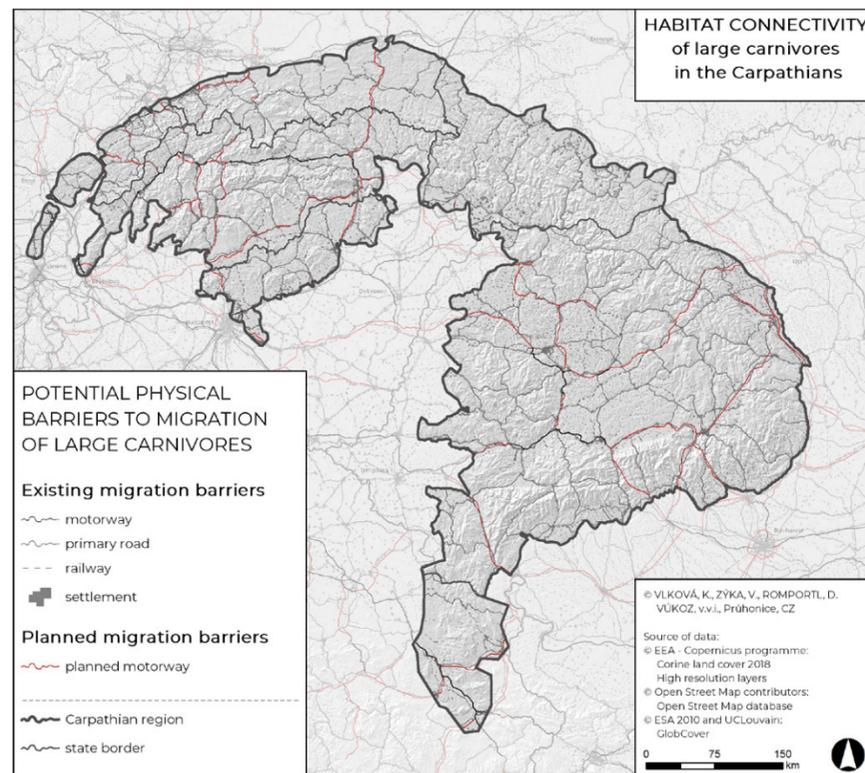 HABITAT CONNECTIVITY
of large carnivores
in the Carpathians
POTENTIAL PHYSICAL
BARRIERS TO MIGRATION
OF LARGE CARNIVORES
Existing migration barriers
motorway
primary road
railway
settlement
Planned migration barriers
planned motorway
Carpathian region
state border
© VLKOVÁ, K., ZÝKA, V., ROMPORTL, D.
VÚKOZ, v.v.i., Průhonice, CZ
Source of data:
© EEA - Copernicus programme:
Corine land cover 2018
High resolution layers
© Open Street Map contributors:
Open Street Map database
© ESA 2010 and UCLouvain:
GlobCover
0 75 150
km